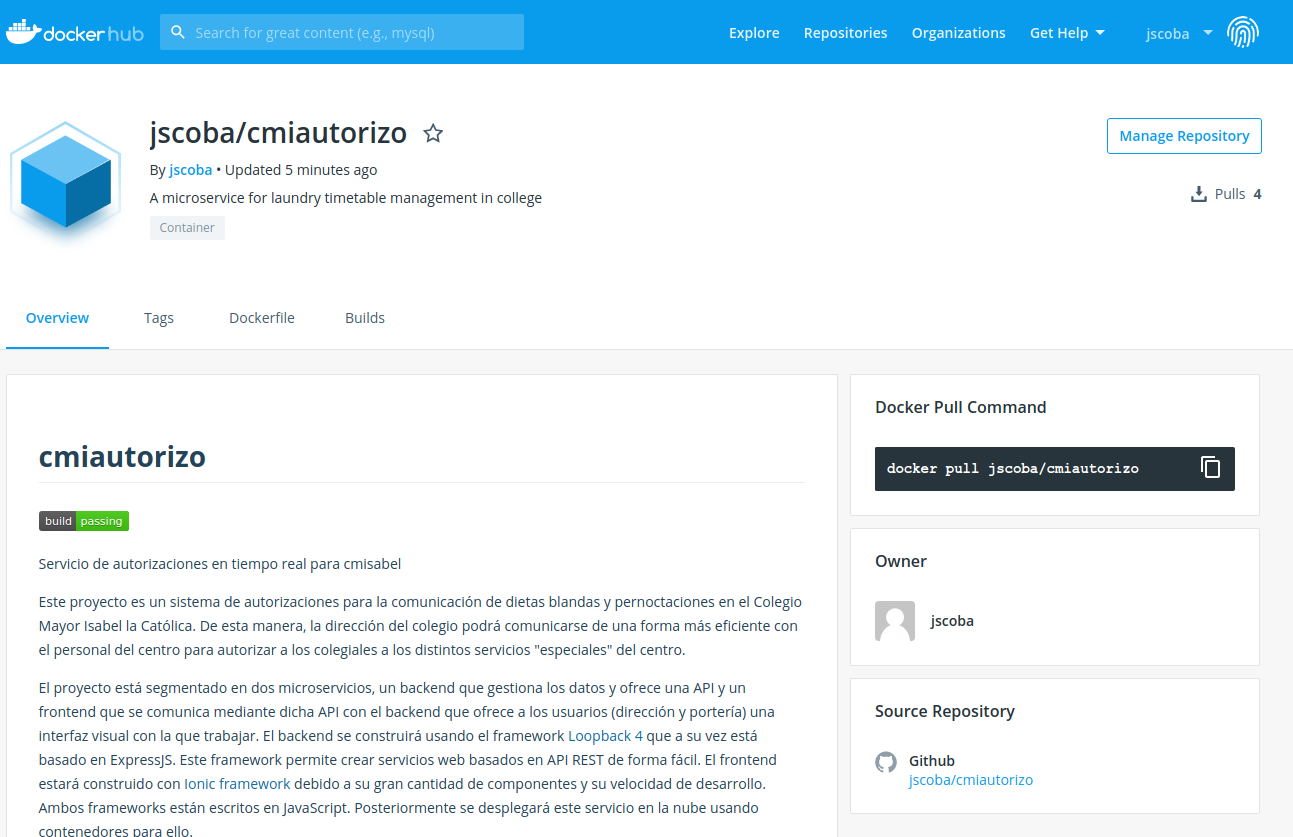 docker hub
Search for great content (e.g., mysql)
Explore
Repositories
Organizations
Get Help
jscoba
jscoba/cmiautorizo
By jscoba • Updated 5 minutes ago
A microservice for laundry timetable management in college
Container
Manage Repository
Pulls 4
Overview
Tags
Dockerfile
Builds
cmiautorizo
build passing
Servicio de autorizaciones en tiempo real para cmisabel
Este proyecto es un sistema de autorizaciones para la comunicación de dietas blandas y pernoctaciones en el Colegio
Mayor Isabel la Católica. De esta manera, la dirección del colegio podrá comunicarse de una forma más eficiente con
el personal del centro para autorizar a los colegiales a los distintos servicios "especiales" del centro.
El proyecto está segmentado en dos microservicios, un backend que gestiona los datos y ofrece una API y un
frontend que se comunica mediante dicha API con el backend que ofrece a los usuarios (dirección y portería) una
interfaz visual con la que trabajar. El backend se construirá usando el framework Loopback 4 que a su vez está
basado en ExpressJS. Este framework permite crear servicios web basados en API REST de forma fácil. El frontend
estará construido con Ionic framework debido a su gran cantidad de componentes y su velocidad de desarrollo.
Ambos frameworks están escritos en JavaScript. Posteriormente se desplegará este servicio en la nube usando
contenedores para ello.
Docker Pull Command
docker pull jscoba/cmiautorizo
Owner
jscoba
Source Repository
Github
jscoba/cmiautorizo